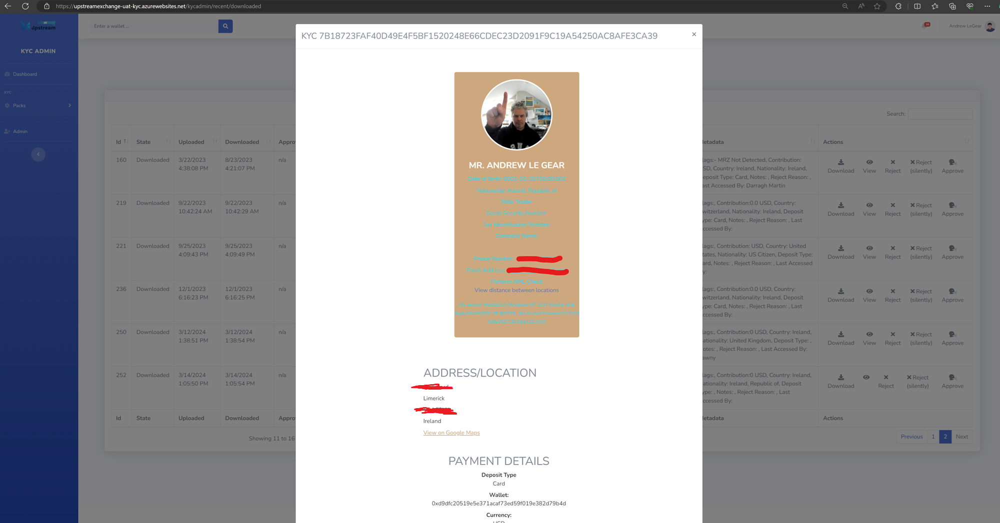 https://upstreamexchange-uat-kyc.azurewebsites.net/kycadmin/recent/downloaded
Jpstream
Enter a wallet ...
16
Andrew LeGear
KYC ADMIN
Dashboard
KYC
Packs
Admin
KYC 7B18723FAF40D49E4F5BF1520248E66CDEC23D2091F9C19A54250AC8AFE3CA39
×
MR. ANDREW LE GEAR
Date of Birth: 0001-01-25T00:00:00Z
Nationality: Ireland, Republic of
Role: Trader
Social Security Number:
Tax Identification Number:
Company Name:
Phone Number:
Email Address:
Perform AML Check
View distance between locations
ADDRESS/LOCATION
Limerick
Ireland
View on Google Maps
PAYMENT DETAILS
Deposit Type
Card
Wallet:
0xd9dfc20519e5e371acaf73ed59f019e382d79b4d
Currency:
USD
Search:
Id State Uploaded Downloaded Appro etadata Actions
160 Downloaded 3/22/2023 4:38:08 PM 8/23/2023 4:21:07 PM n/a
lags:- MRZ Not Detected, Contribution:
SD, Country: Ireland, Nationality: Ireland,
eposit Type: Card, Notes: , Reject Reason: ,
ast Accessed By: Darragh Martin
Download View Reject Reject (silently) Approve
219 Downloaded 9/22/2023 10:42:24 AM 9/22/2023 10:42:29 AM n/a
lags:, Contribution:0.0 USD, Country:
witzerland, Nationality: Ireland, Deposit
ype: Card, Notes: , Reject Reason: , Last
ccessed By:
Download View Reject Reject (silently) Approve
221 Downloaded 9/25/2023 4:09:43 PM 9/25/2023 4:09:49 PM n/a
lags:, Contribution: USD, Country: United
tates, Nationality: US Citizen, Deposit Type:
ard, Notes: , Reject Reason: , Last Accessed
y:
Download View Reject Reject (silently) Approve
236 Downloaded 12/1/2023 6:16:23 PM 12/1/2023 6:16:25 PM n/a
lags:, Contribution:0.0 USD, Country:
witzerland, Nationality: Ireland, Deposit
ype: Card, Notes: , Reject Reason: , Last
ccessed By:
Download View Reject Reject (silently) Approve
250 Downloaded 3/12/2024 1:38:51 PM 3/12/2024 1:38:54 PM n/a
lags:, Contribution:0 USD, Country: Ireland,
ationality: United Kingdom, Deposit Type: ,
otes: , Reject Reason: , Last Accessed By:
awny
Download View Reject Reject (silently) Approve
252 Downloaded 3/14/2024 1:05:50 PM 3/14/2024 1:05:54 PM n/a
lags:, Contribution:0 USD, Country: Ireland,
ationality: Ireland, Republic of, Deposit
ype: , Notes: , Reject Reason: , Last
ccessed By:
Download Reject Reject (silently) Approve
Id State Uploaded Downloaded Appro etadata Actions
Showing 11 to 16
Previous 1 2 Next